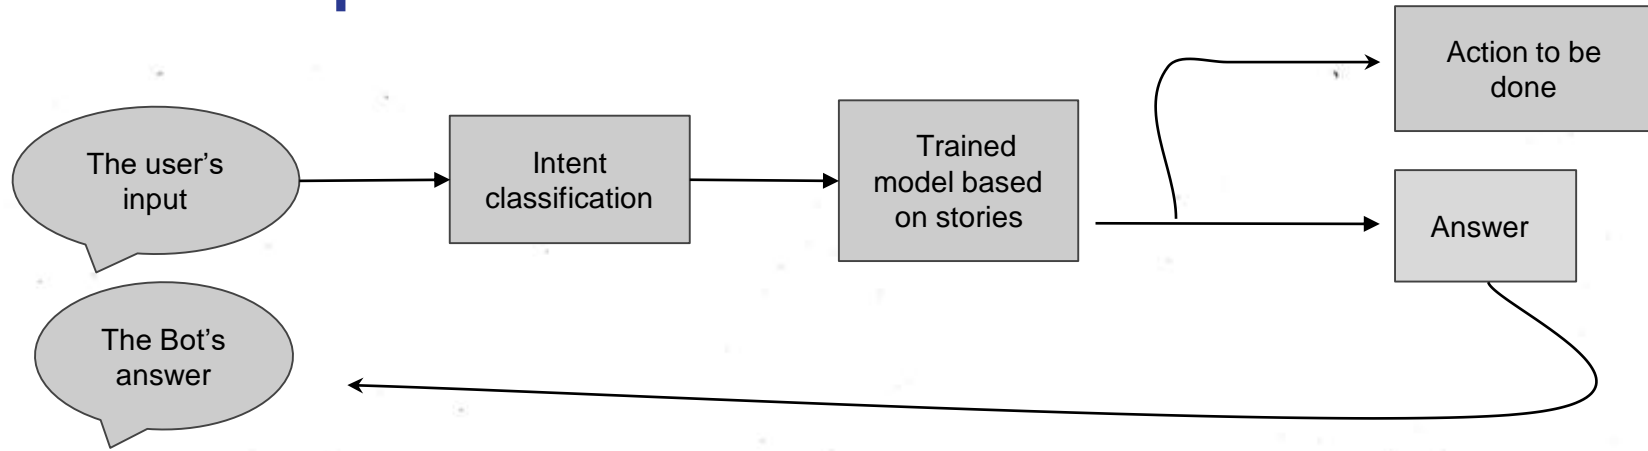 The user's
input
Intent
classification
Trained
model based
on stories
Action to be
done
Answer
The Bot's
answer